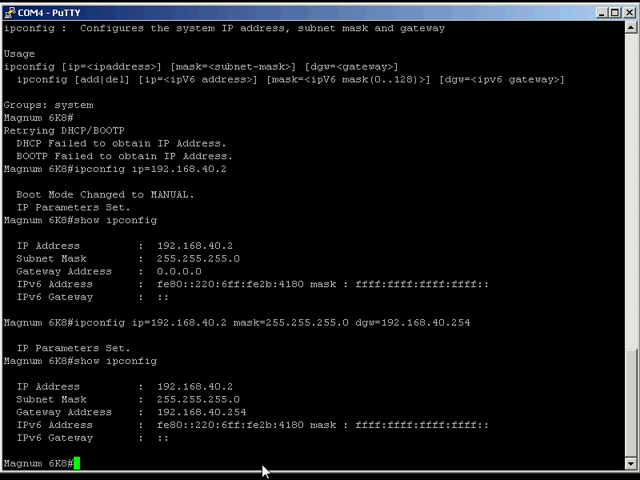 COM4 - PuTTY
ipconfig :  Configures the system IP address, subnet mask and gateway
Usage
ipconfig [ip=<ipaddress>] [mask=<subnet-mask>] [dgw=<gateway>]
ipconfig [add|del] [ip=<ipV6 address>] [mask=<ipV6 mask(0..128)>] [dgw=<ipv6 gateway>]
Groups: system
Magnum 6K8#
Retrying DHCP/BOOTP
DHCP Failed to obtain IP Address.
BOOTP Failed to obtain IP Address.
Magnum 6K8#ipconfig ip=192.168.40.2
Boot Mode Changed to MANUAL.
IP Parameters Set.
Magnum 6K8#show ipconfig
IP Address      :  192.168.40.2
Subnet Mask     :  255.255.255.0
Gateway Address :  0.0.0.0
IPv6 Address    :  fe80::220:6ff:fe2b:4180 mask : ffff:ffff:ffff:ffff::
IPv6 Gateway    :  ::
Magnum 6K8#ipconfig ip=192.168.40.2 mask=255.255.255.0 dgw=192.168.40.254
IP Parameters Set.
Magnum 6K8#show ipconfig
IP Address      :  192.168.40.2
Subnet Mask     :  255.255.255.0
Gateway Address :  192.168.40.254
IPv6 Address    :  fe80::220:6ff:fe2b:4180 mask : ffff:ffff:ffff:ffff::
IPv6 Gateway    :  ::
Magnum 6K8#